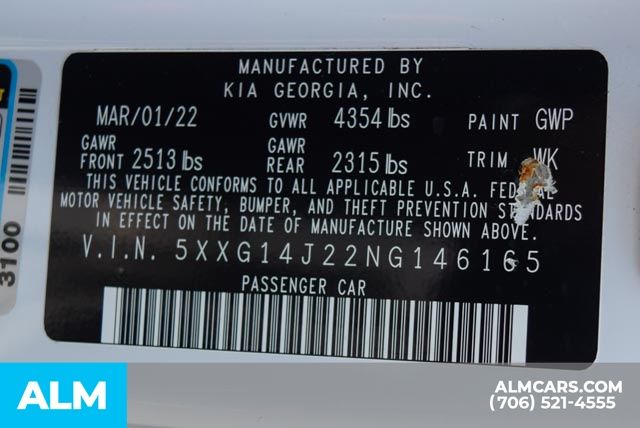 MANUFACTURED BY
KIA GEORGIA, INC.
MAR/01/22 GVWR 4354 lbs PAINT GWP
GAWR FRONT 2513 lbs GAWR REAR 2315 lbs TRIM WK
THIS VEHICLE CONFORMS TO ALL APPLICABLE U.S.A. FEDERAL
MOTOR VEHICLE SAFETY, BUMPER, AND THEFT PREVENTION STANDARDS
IN EFFECT ON THE DATE OF MANUFACTURE SHOWN ABOVE.
V.I.N. 5XXG14J22NG146165
PASSENGER CAR
3100
ALM
ALMCARS.COM
(706) 521-4555